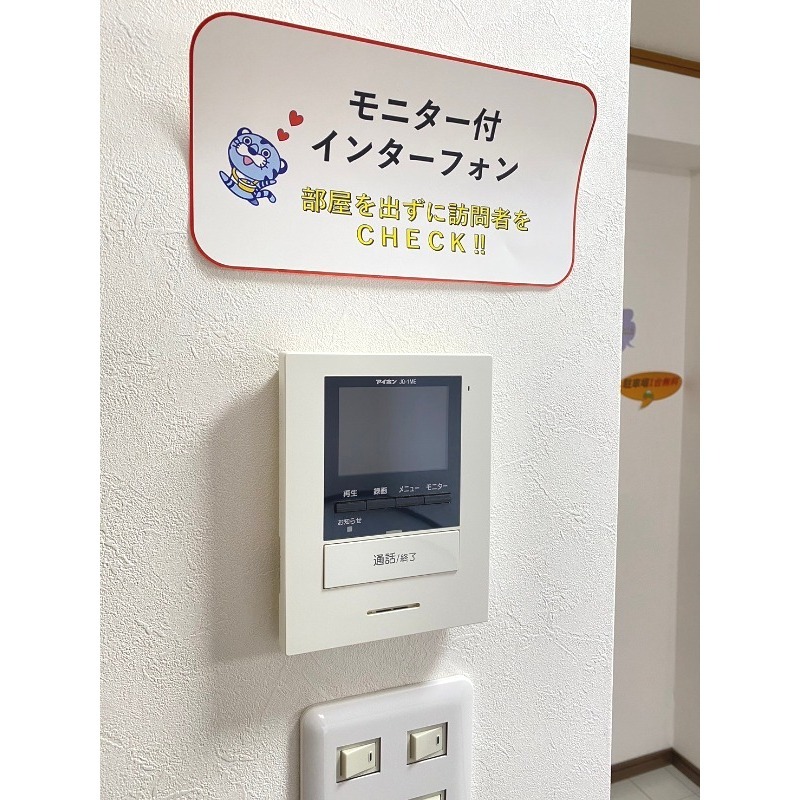 モニター付
インターフォン
部屋を出ずに訪問者を
CHECK!!
アイホン JQ-1ME
再生 録画 メニュー モニター
お知らせ
通話/終了